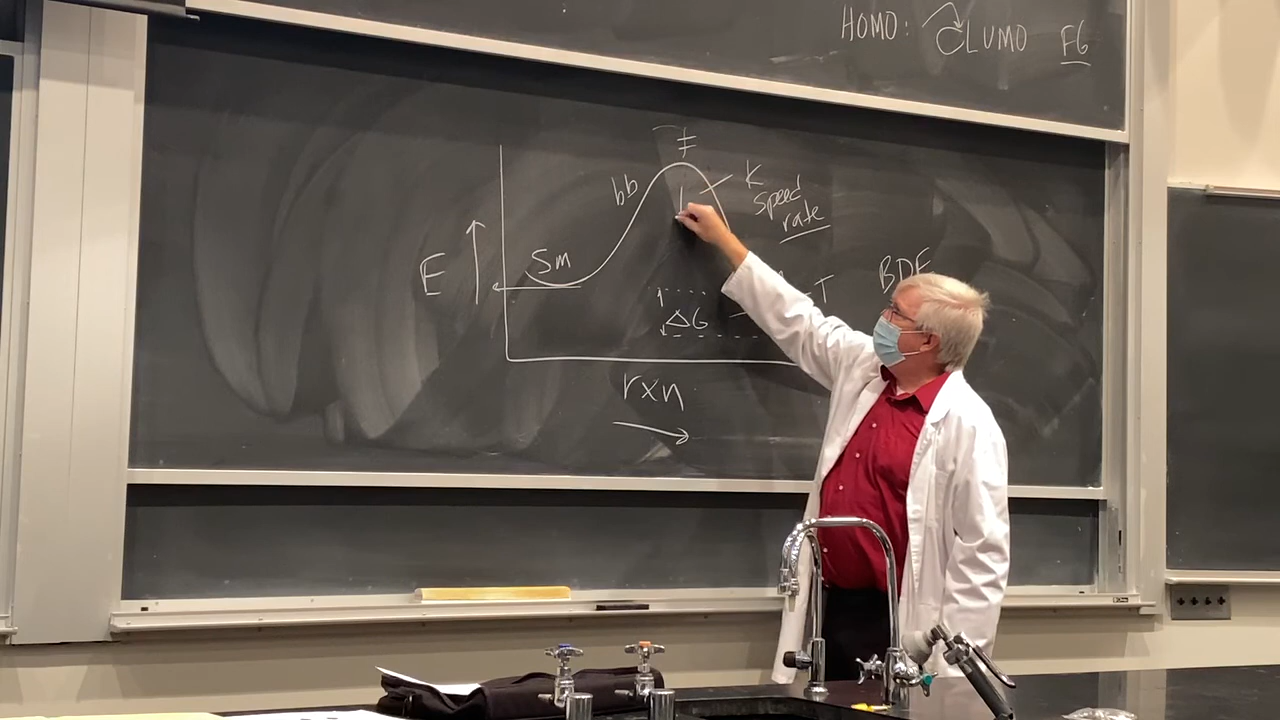 HOMO: LUMO FG
‡
bb
K
speed
rate
E
Sm
T
BDE
ΔG
rxn